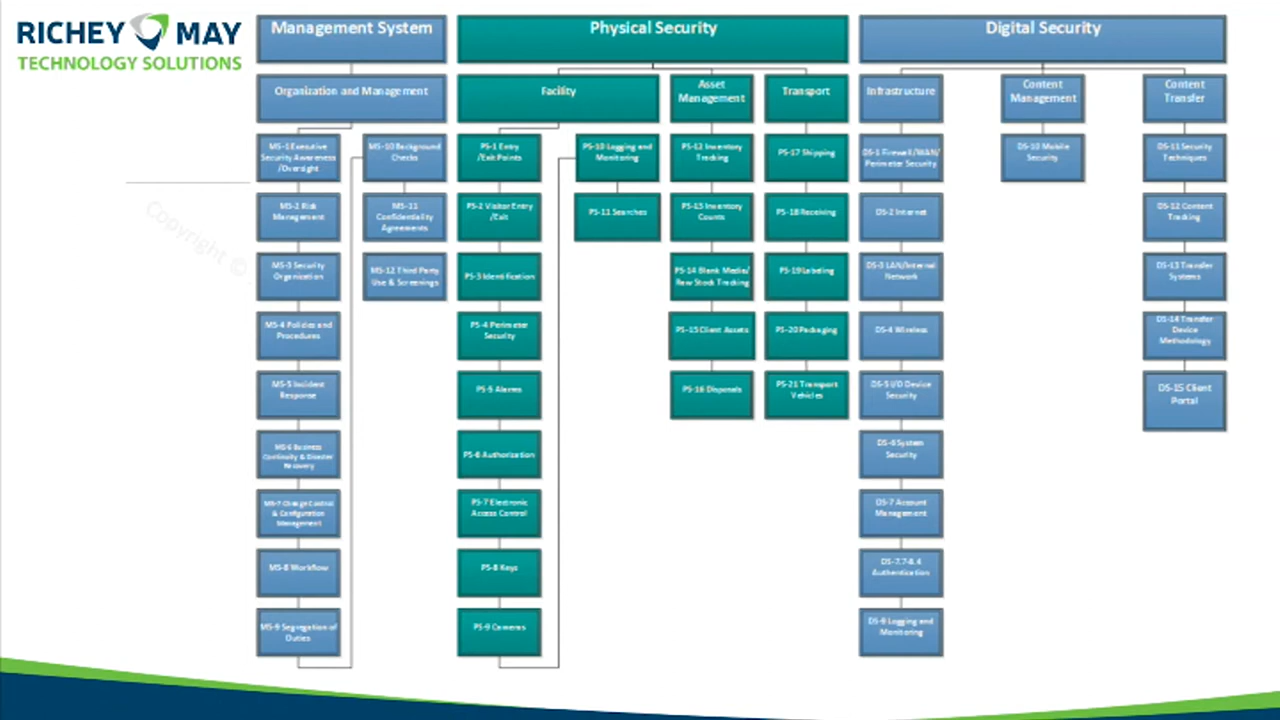 RICHEY MAY
TECHNOLOGY SOLUTIONS
Copyright ©
Management System
Organization and Management
MS-1 Executive
Security Awareness
/Oversight
MS-2 Risk
Management
MS-3 Security
Organization
MS-4 Policies and
Procedures
MS-5 Incident
Response
MS-6 Business
Continuity & Disaster
Recovery
MS-7 Change Control
& Configuration
Management
MS-8 Workflow
MS-9 Segregation of
Duties
MS-10 Background
Checks
MS-11
Confidentiality
Agreements
MS-12 Third Party
Use & Screenings
Physical Security
Facility
PS-1 Entry
/Exit Points
PS-2 Visitor Entry
/Exit
PS-3 Identification
PS-4 Perimeter
Security
PS-5 Alarms
PS-6 Authorization
PS-7 Electronic
Access Control
PS-8 Keys
PS-9 Cameras
PS-10 Logging and
Monitoring
PS-11 Searches
Asset
Management
PS-12 Inventory
Tracking
PS-13 Inventory
Counts
PS-14 Blank Media/
Raw Stock Tracking
PS-15 Client Assets
PS-16 Disposals
Transport
PS-17 Shipping
PS-18 Receiving
PS-19 Labeling
PS-20 Packaging
PS-21 Transport
Vehicles
Digital Security
Infrastructure
DS-1 Firewall/WAN/
Perimeter Security
DS-2 Internet
DS-3 LAN/Internal
Network
DS-4 Wireless
DS-5 I/O Device
Security
DS-6 System
Security
DS-7 Account
Management
DS-7.7-8.4
Authentication
DS-9 Logging and
Monitoring
Content
Management
DS-10 Mobile
Security
Content
Transfer
DS-11 Security
Techniques
DS-12 Content
Tracking
DS-13 Transfer
Systems
DS-14 Transfer
Device
Methodology
DS-15 Client
Portal